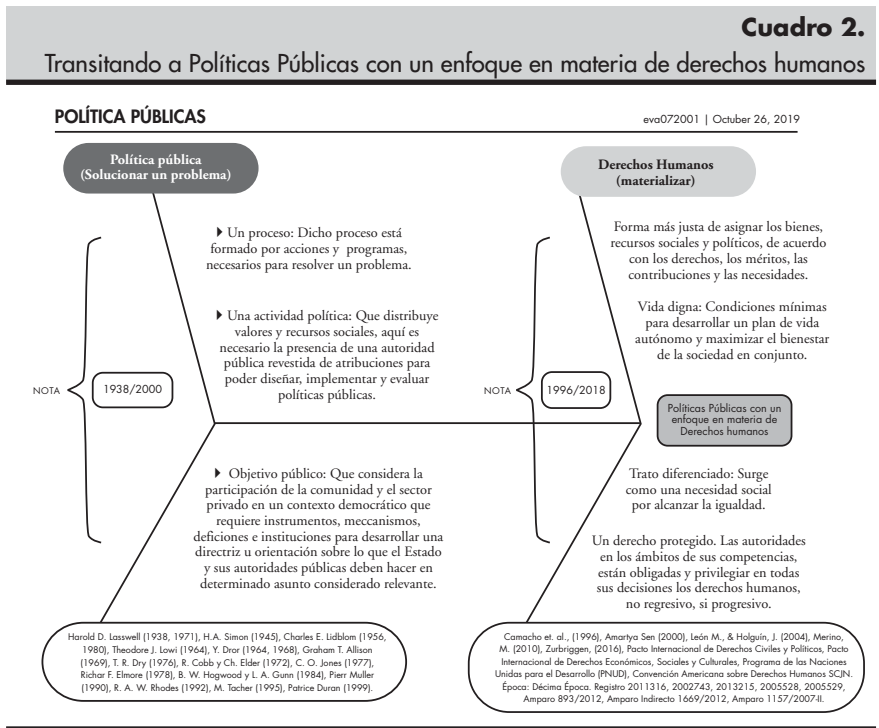 Cuadro 2.
Transitando a Políticas Públicas con un enfoque en materia de derechos humanos
POLÍTICA PÚBLICAS
eva072001 | Octuber 26, 2019
Política pública
(Solucionar un problema)
Un proceso: Dicho proceso está
formado por acciones y programas,
necesarios para resolver un problema.
Una actividad política: Que distribuye
valores y recursos sociales, aquí es
necesario la presencia de una autoridad
pública revestida de atribuciones para
poder diseñar, implementar y evaluar
políticas públicas.
NOTA
1938/2000
Objetivo público: Que considera la
participación de la comunidad y el sector
privado en un contexto democrático que
requiere instrumentos, meccanismos,
deficiones e instituciones para desarrollar una
directriz u orientación sobre lo que el Estado
y sus autoridades públicas deben hacer en
determinado asunto considerado relevante.
Harold D. Lasswell (1938, 1971), H.A. Simon (1945), Charles E. Lidblom (1956,
1980), Theodore J. Lowi (1964), Y. Dror (1964, 1968), Graham T. Allison
(1969), T. R. Dry (1976), R. Cobb y Ch. Elder (1972), C. O. Jones (1977),
Richar F. Elmore (1978), B. W. Hogwood y L. A. Gunn (1984), Pierr Muller
(1990), R. A. W. Rhodes (1992), M. Tacher (1995), Patrice Duran (1999).
Derechos Humanos
(materializar)
Forma más justa de asignar los bienes,
recursos sociales y políticos, de acuerdo
con los derechos, los méritos, las
contribuciones y las necesidades.
Vida digna: Condiciones mínimas
para desarrollar un plan de vida
autónomo y maximizar el bienestar
de la sociedad en conjunto.
NOTA
1996/2018
Políticas Públicas con un
enfoque en materia de
Derechos humanos
Trato diferenciado: Surge
como una necesidad social
por alcanzar la igualdad.
Un derecho protegido. Las autoridades
en los ámbitos de sus competencias,
están obligadas y privilegiar en todas
sus decisiones los derechos humanos,
no regresivo, si progresivo.
Camacho et. al., (1996), Amartya Sen (2000), León M., & Holguín, J. (2004), Merino,
M. (2010), Zurbriggen, (2016), Pacto Internacional de Derechos Civiles y Políticos, Pacto
Internacional de Derechos Económicos, Sociales y Culturales, Programa de las Naciones
Unidas para el Desarrollo (PNUD), Convención Americana sobre Derechos Humanos SCJN.
Época: Décima Época. Registro 2011316, 2002743, 2013215, 2005528, 2005529,
Amparo 893/2012, Amparo Indirecto 1669/2012, Amparo 1157/2007-II.